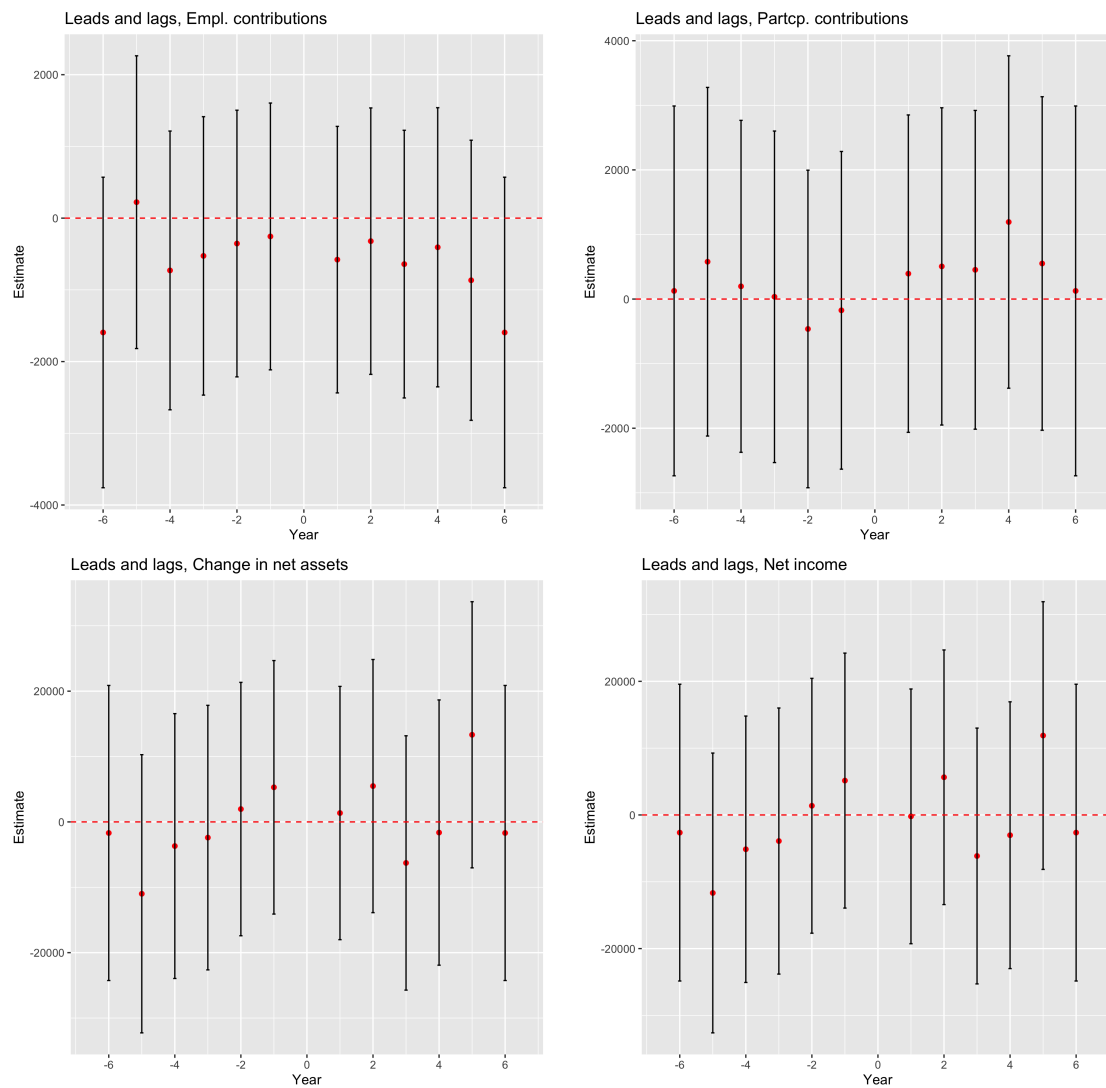 Leads and lags, Empl. contributions
2000
0
-2000
-4000
Estimate
-6 -4 -2 0 2 4 6
Year
Leads and lags, Partcp. contributions
4000
2000
0
-2000
Estimate
-6 -4 -2 0 2 4 6
Year
Leads and lags, Change in net assets
20000
0
-20000
Estimate
-6 -4 -2 0 2 4 6
Year
Leads and lags, Net income
20000
0
-20000
Estimate
-6 -4 -2 0 2 4 6
Year